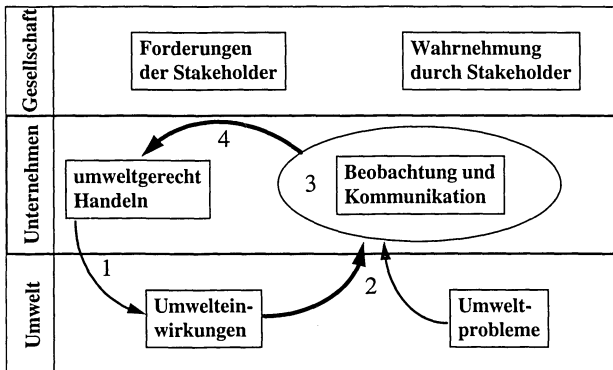 Gesellschaft
Forderungen
der Stakeholder
Wahrnehmung
durch Stakeholder
Unternehmen
4
umweltgerecht
Handeln
3
Beobachtung und
Kommunikation
Umwelt
1
Umweltein-
wirkungen
2
Umwelt-
probleme